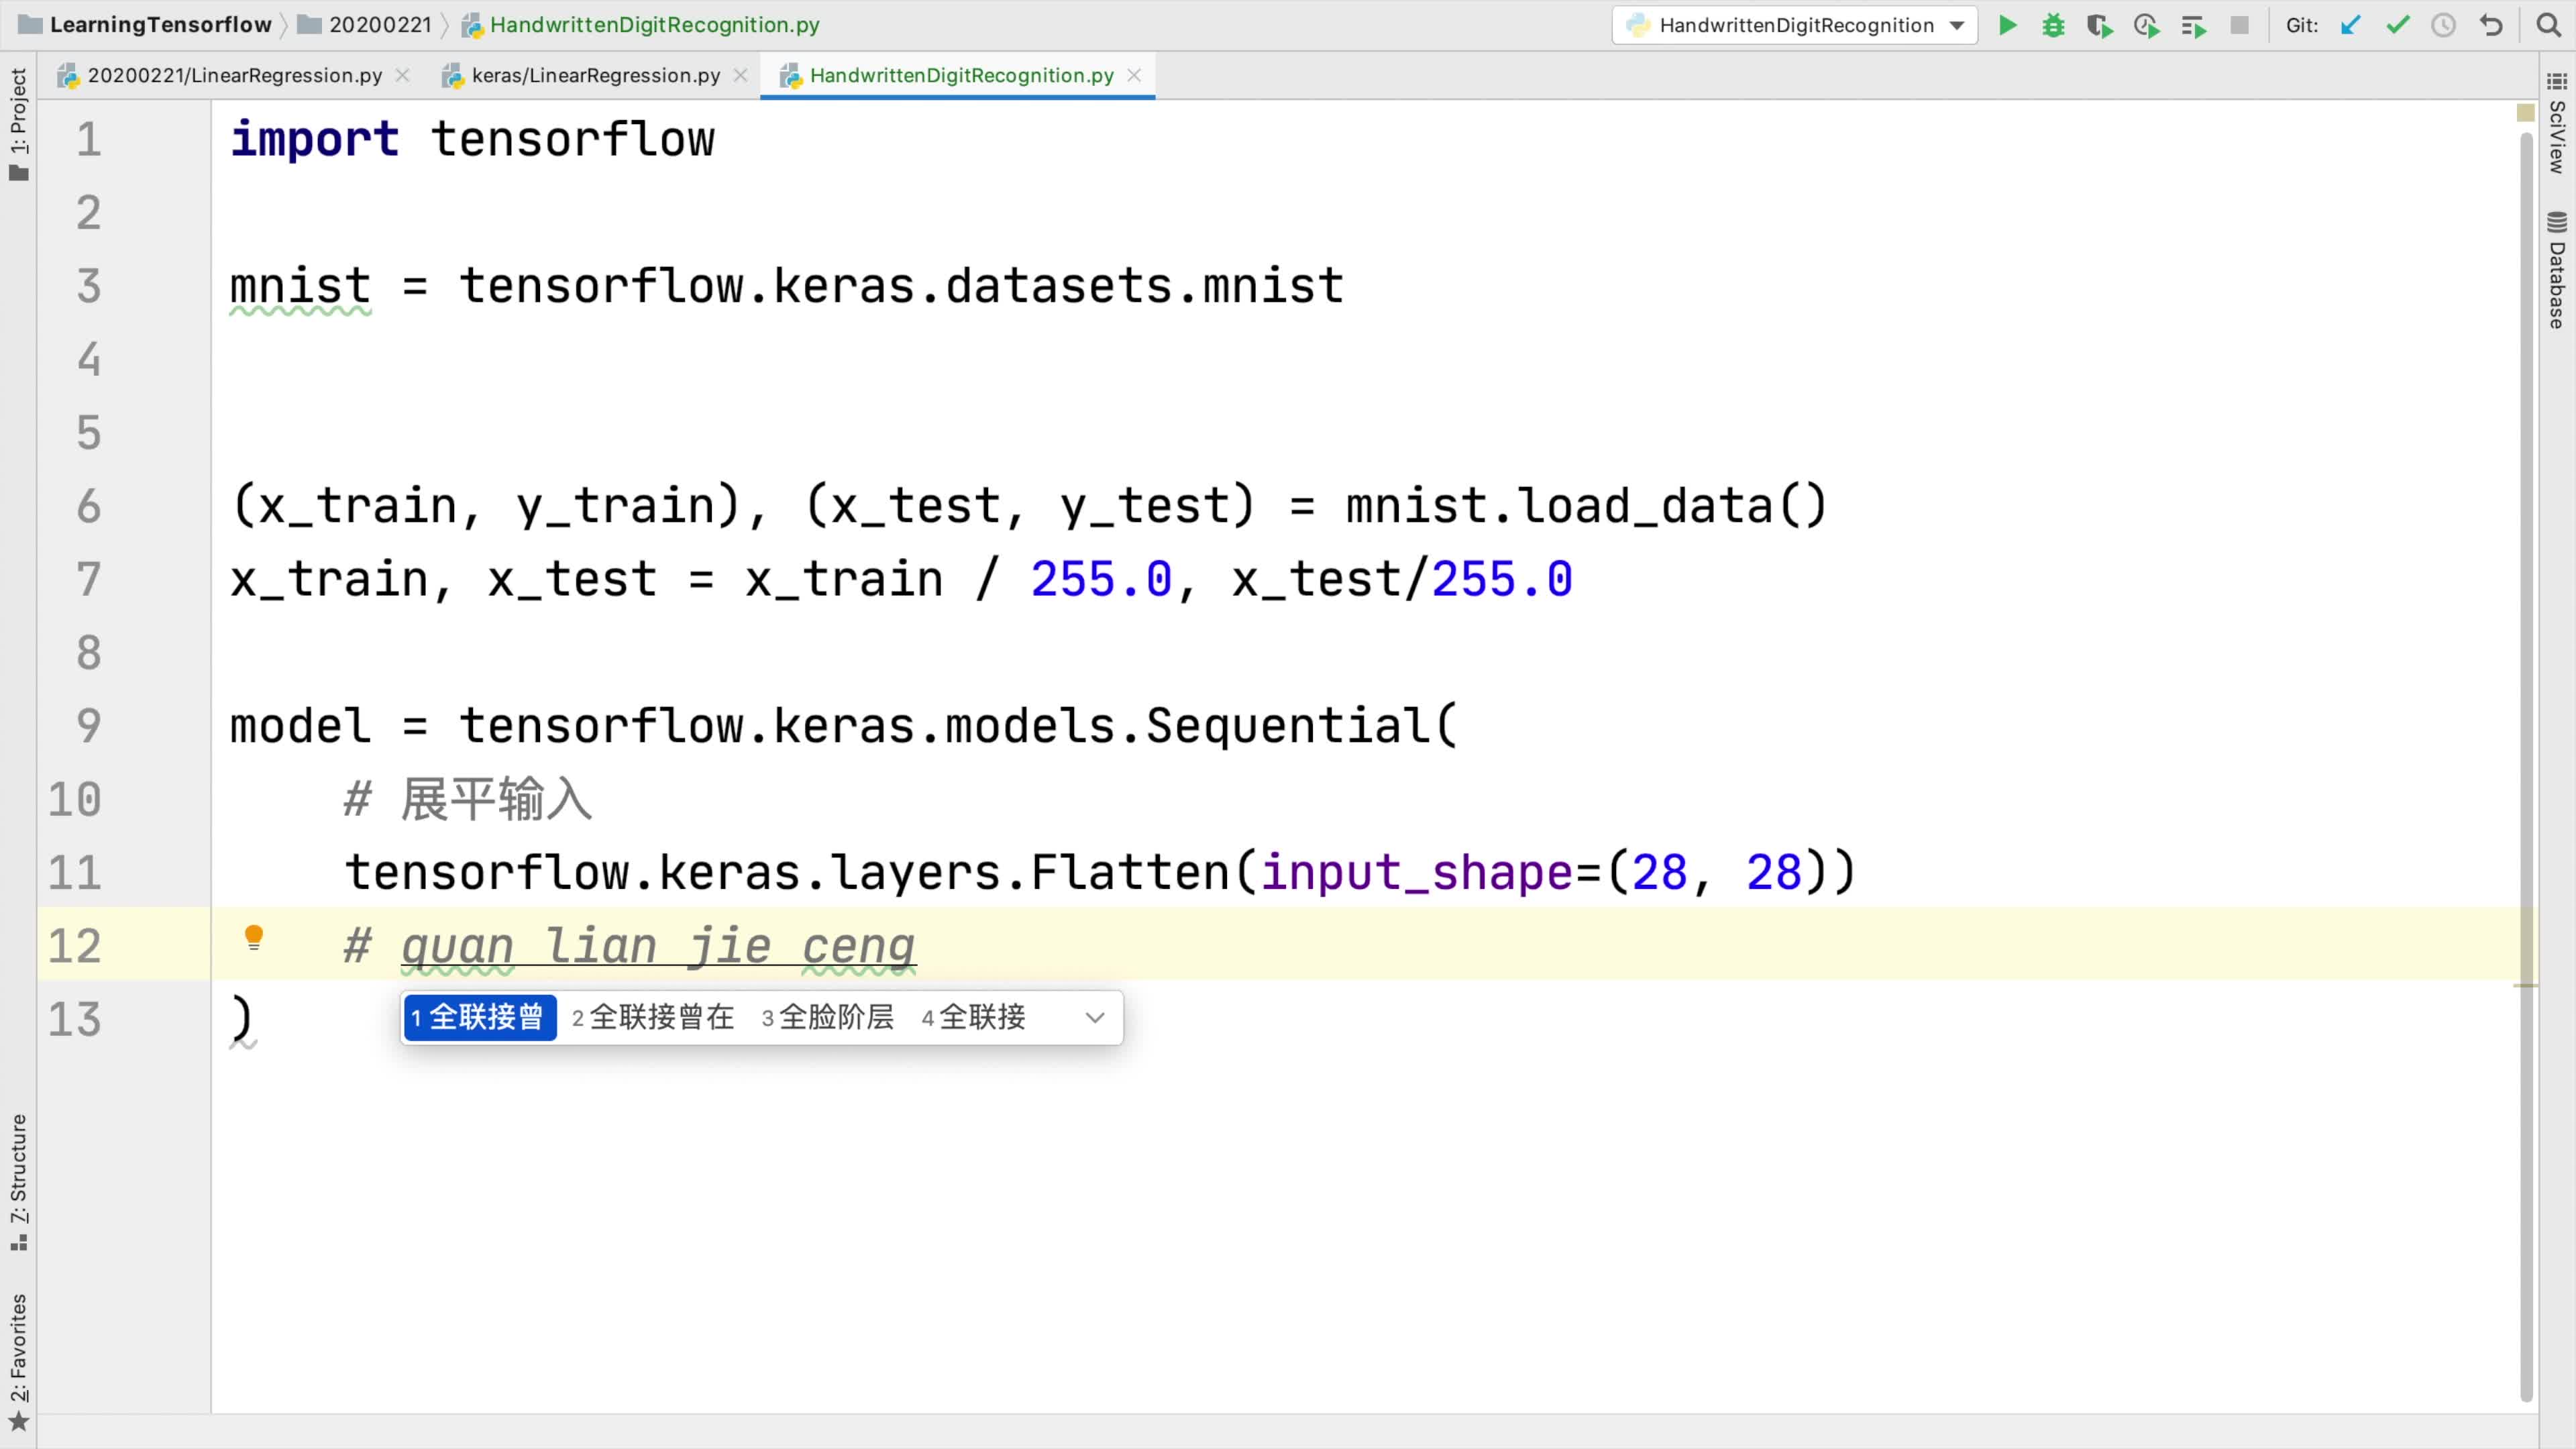 LearningTensorflow 20200221 HandwrittenDigitRecognition.py HandwrittenDigitRecognition Git:
20200221/LinearRegression.py keras/LinearRegression.py HandwrittenDigitRecognition.py
1: Project
7: Structure
2: Favorites
1 import tensorflow
2
3 mnist = tensorflow.keras.datasets.mnist
4
5
6 (x_train, y_train), (x_test, y_test) = mnist.load_data()
7 x_train, x_test = x_train / 255.0, x_test/255.0
8
9 model = tensorflow.keras.models.Sequential(
10 # 展平输入
11 tensorflow.keras.layers.Flatten(input_shape=(28, 28))
12 # quan lian jie ceng
13 )
1 全联接曾 2 全联接曾在 3 全脸阶层 4 全联接
SciView
Database